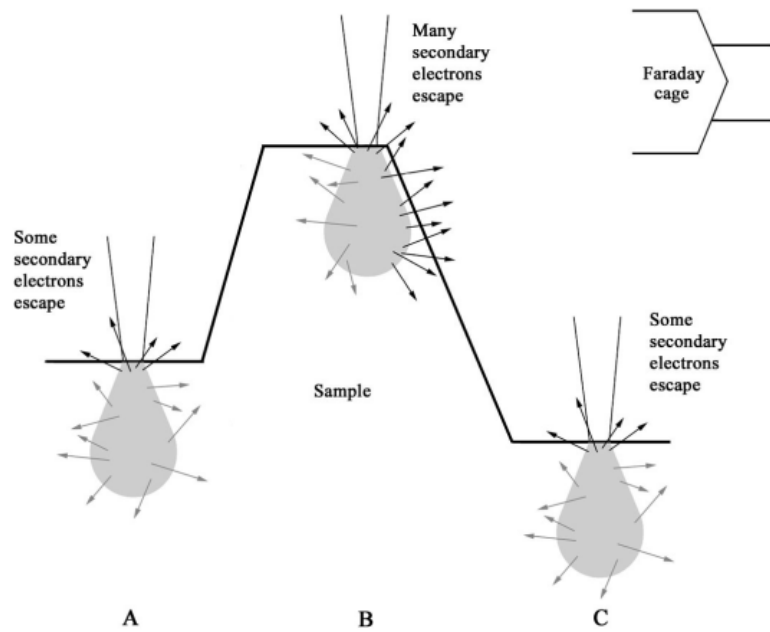 Many
secondary
electrons
escape
Faraday
cage
Some
secondary
electrons
escape
Some
secondary
electrons
escape
Sample
A
B
C